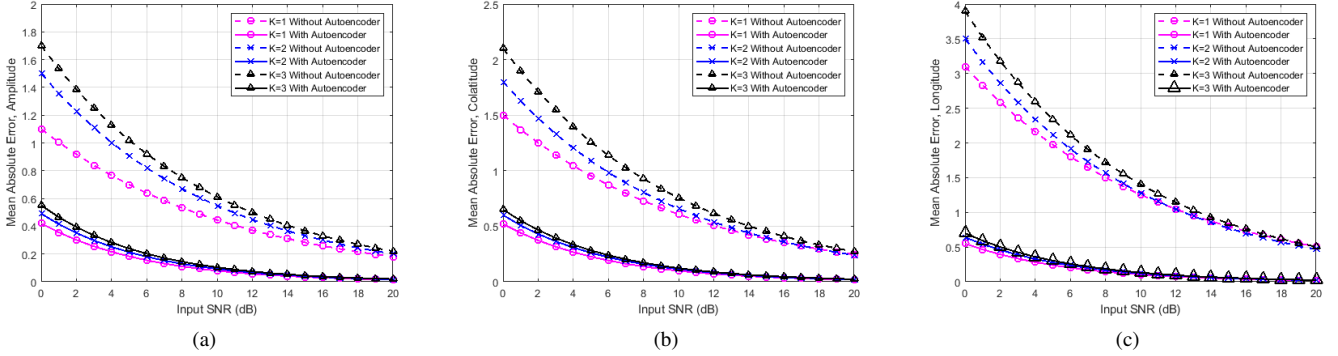 Mean Absolute Error, Amplitude
2
1.8
1.6
1.4
1.2
1
0.8
0.6
0.4
0.2
0
K=1 Without Autoencoder
K=1 With Autoencoder
K=2 Without Autoencoder
K=2 With Autoencoder
K=3 Without Autoencoder
K=3 With Autoencoder
0 2 4 6 8 10 12 14 16 18 20
Input SNR (dB)
(a)
Mean Absolute Error, Colatitude
2.5
2
1.5
1
0.5
0
K=1 Without Autoencoder
K=1 With Autoencoder
K=2 Without Autoencoder
K=2 With Autoencoder
K=3 Without Autoencoder
K=3 With Autoencoder
0 2 4 6 8 10 12 14 16 18 20
Input SNR (dB)
(b)
Mean Absolute Error, Longitude
4
3.5
3
2.5
2
1.5
1
0.5
0
K=1 Without Autoencoder
K=1 With Autoencoder
K=2 Without Autoencoder
K=2 With Autoencoder
K=3 Without Autoencoder
K=3 With Autoencoder
0 2 4 6 8 10 12 14 16 18 20
Input SNR (dB)
(c)